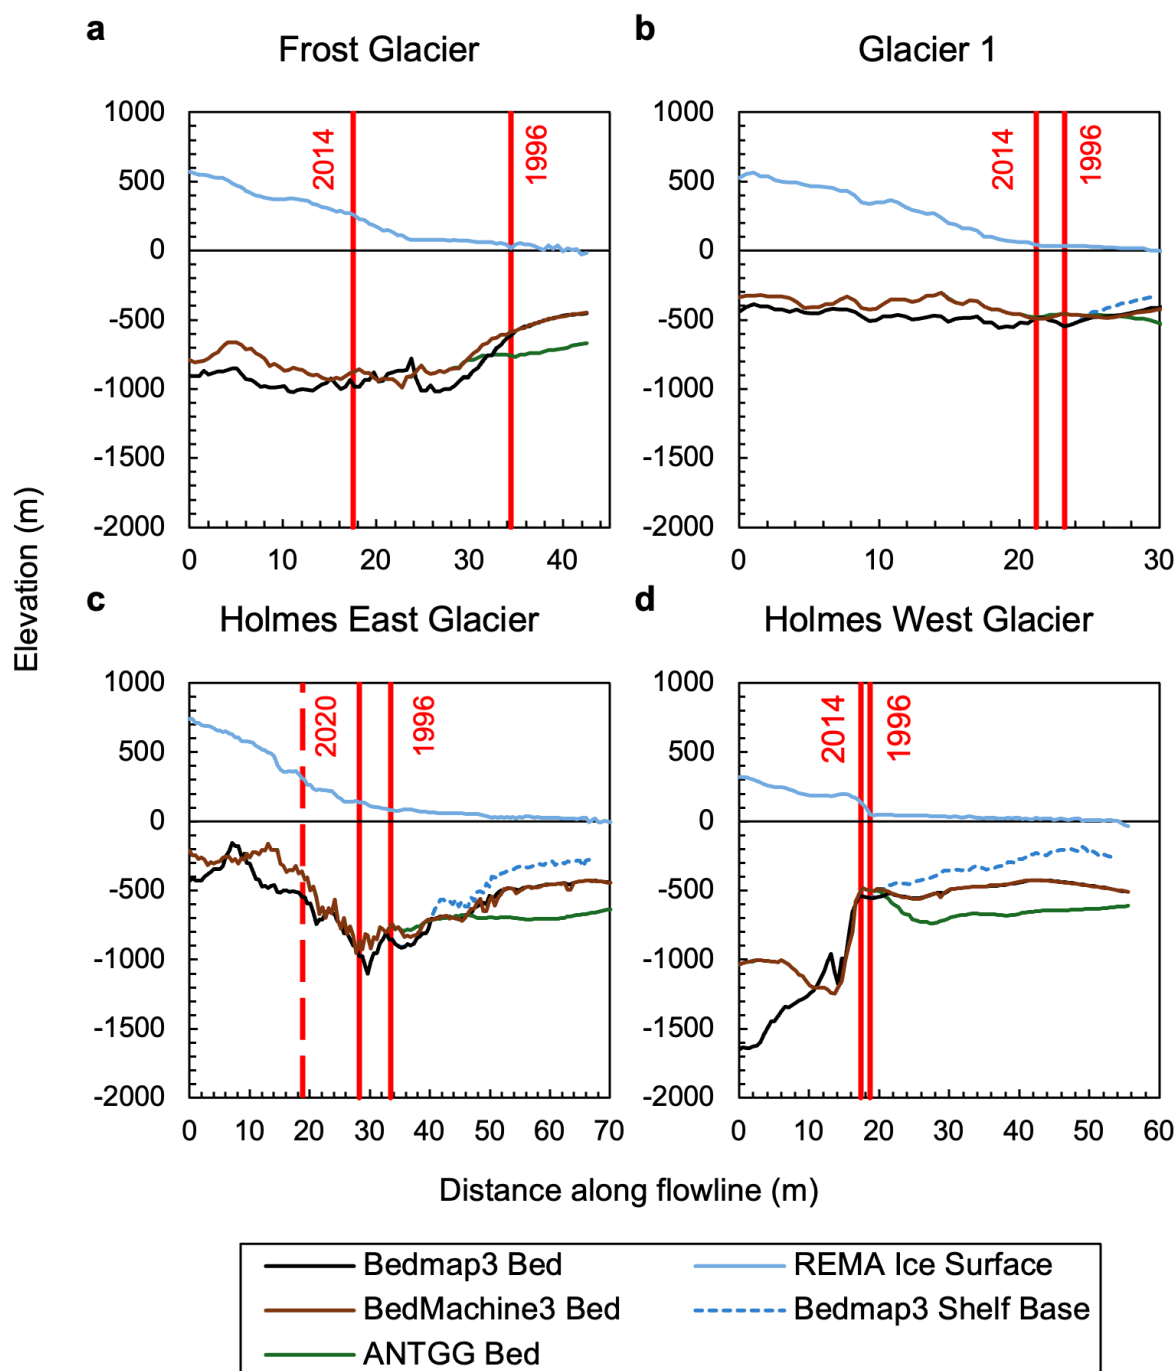 a
Frost Glacier
b
Glacier 1
Elevation (m)
1000
500
0
-500
-1000
-1500
-2000
2014
1996
0 10 20 30 40
1000
500
0
-500
-1000
-1500
-2000
2014
1996
0 10 20 30
c
Holmes East Glacier
d
Holmes West Glacier
1000
500
0
-500
-1000
-1500
-2000
2020
1996
0 10 20 30 40 50 60 70
1000
500
0
-500
-1000
-1500
-2000
2014
1996
0 10 20 30 40 50 60
Distance along flowline (m)
Bedmap3 Bed
REMA Ice Surface
BedMachine3 Bed
Bedmap3 Shelf Base
ANTGG Bed